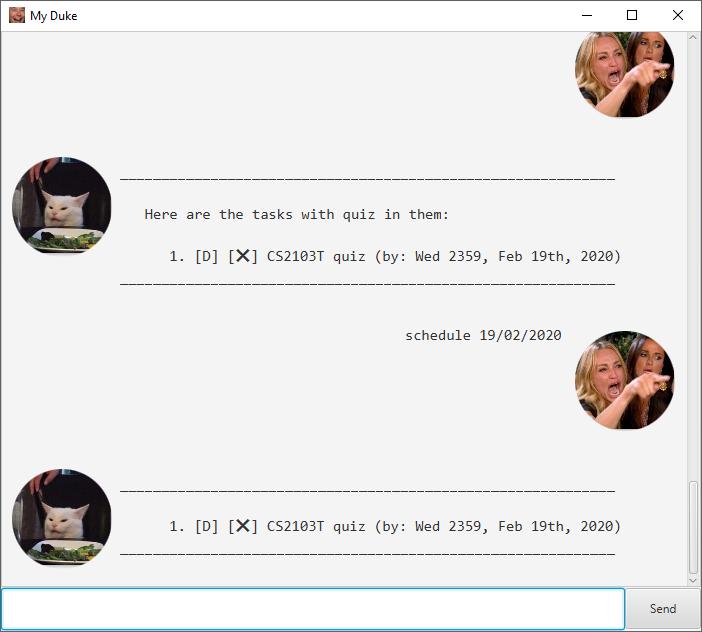 My Duke
____________________________________________________________
Here are the tasks with quiz in them:
1. [D] [✕] CS2103T quiz (by: Wed 2359, Feb 19th, 2020)
____________________________________________________________
schedule 19/02/2020
____________________________________________________________
1. [D] [✕] CS2103T quiz (by: Wed 2359, Feb 19th, 2020)
____________________________________________________________
Send